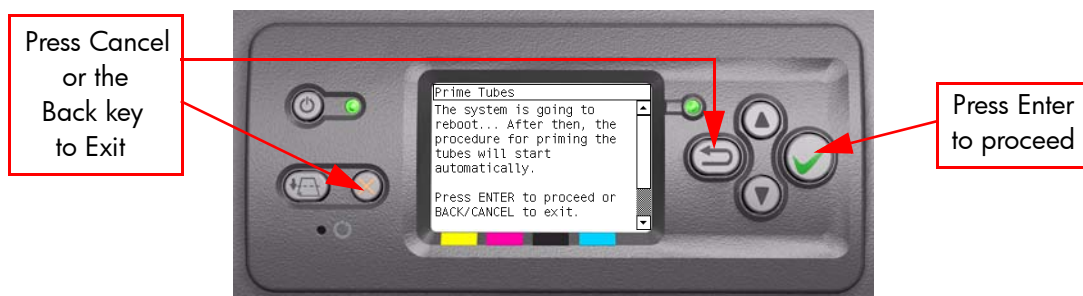 Press Cancel
or the
Back key
to Exit
Prime Tubes
The system is going to
reboot... After then, the
procedure for priming the
tubes will start
automatically.
Press ENTER to proceed or
BACK/CANCEL to exit.
Press Enter
to proceed